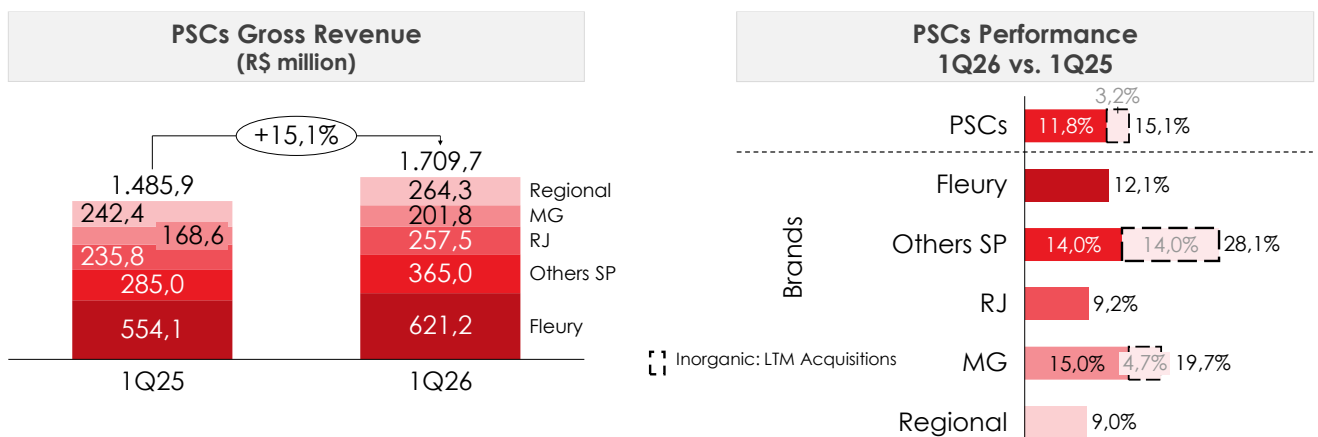 PSCs Gross Revenue
(R$ million)
+15,1%
1.485,9
1.709,7
242,4
168,6
235,8
285,0
554,1
264,3
201,8
257,5
365,0
621,2
Regional
MG
RJ
Others SP
Fleury
1Q25
1Q26
PSCs Performance
1Q26 vs. 1Q25
3,2%
PSCs
11,8%
15,1%
Brands
Fleury
12,1%
Others SP
14,0%
14,0%
28,1%
RJ
9,2%
Inorganic: LTM Acquisitions
MG
15,0%
4,7%
19,7%
Regional
9,0%